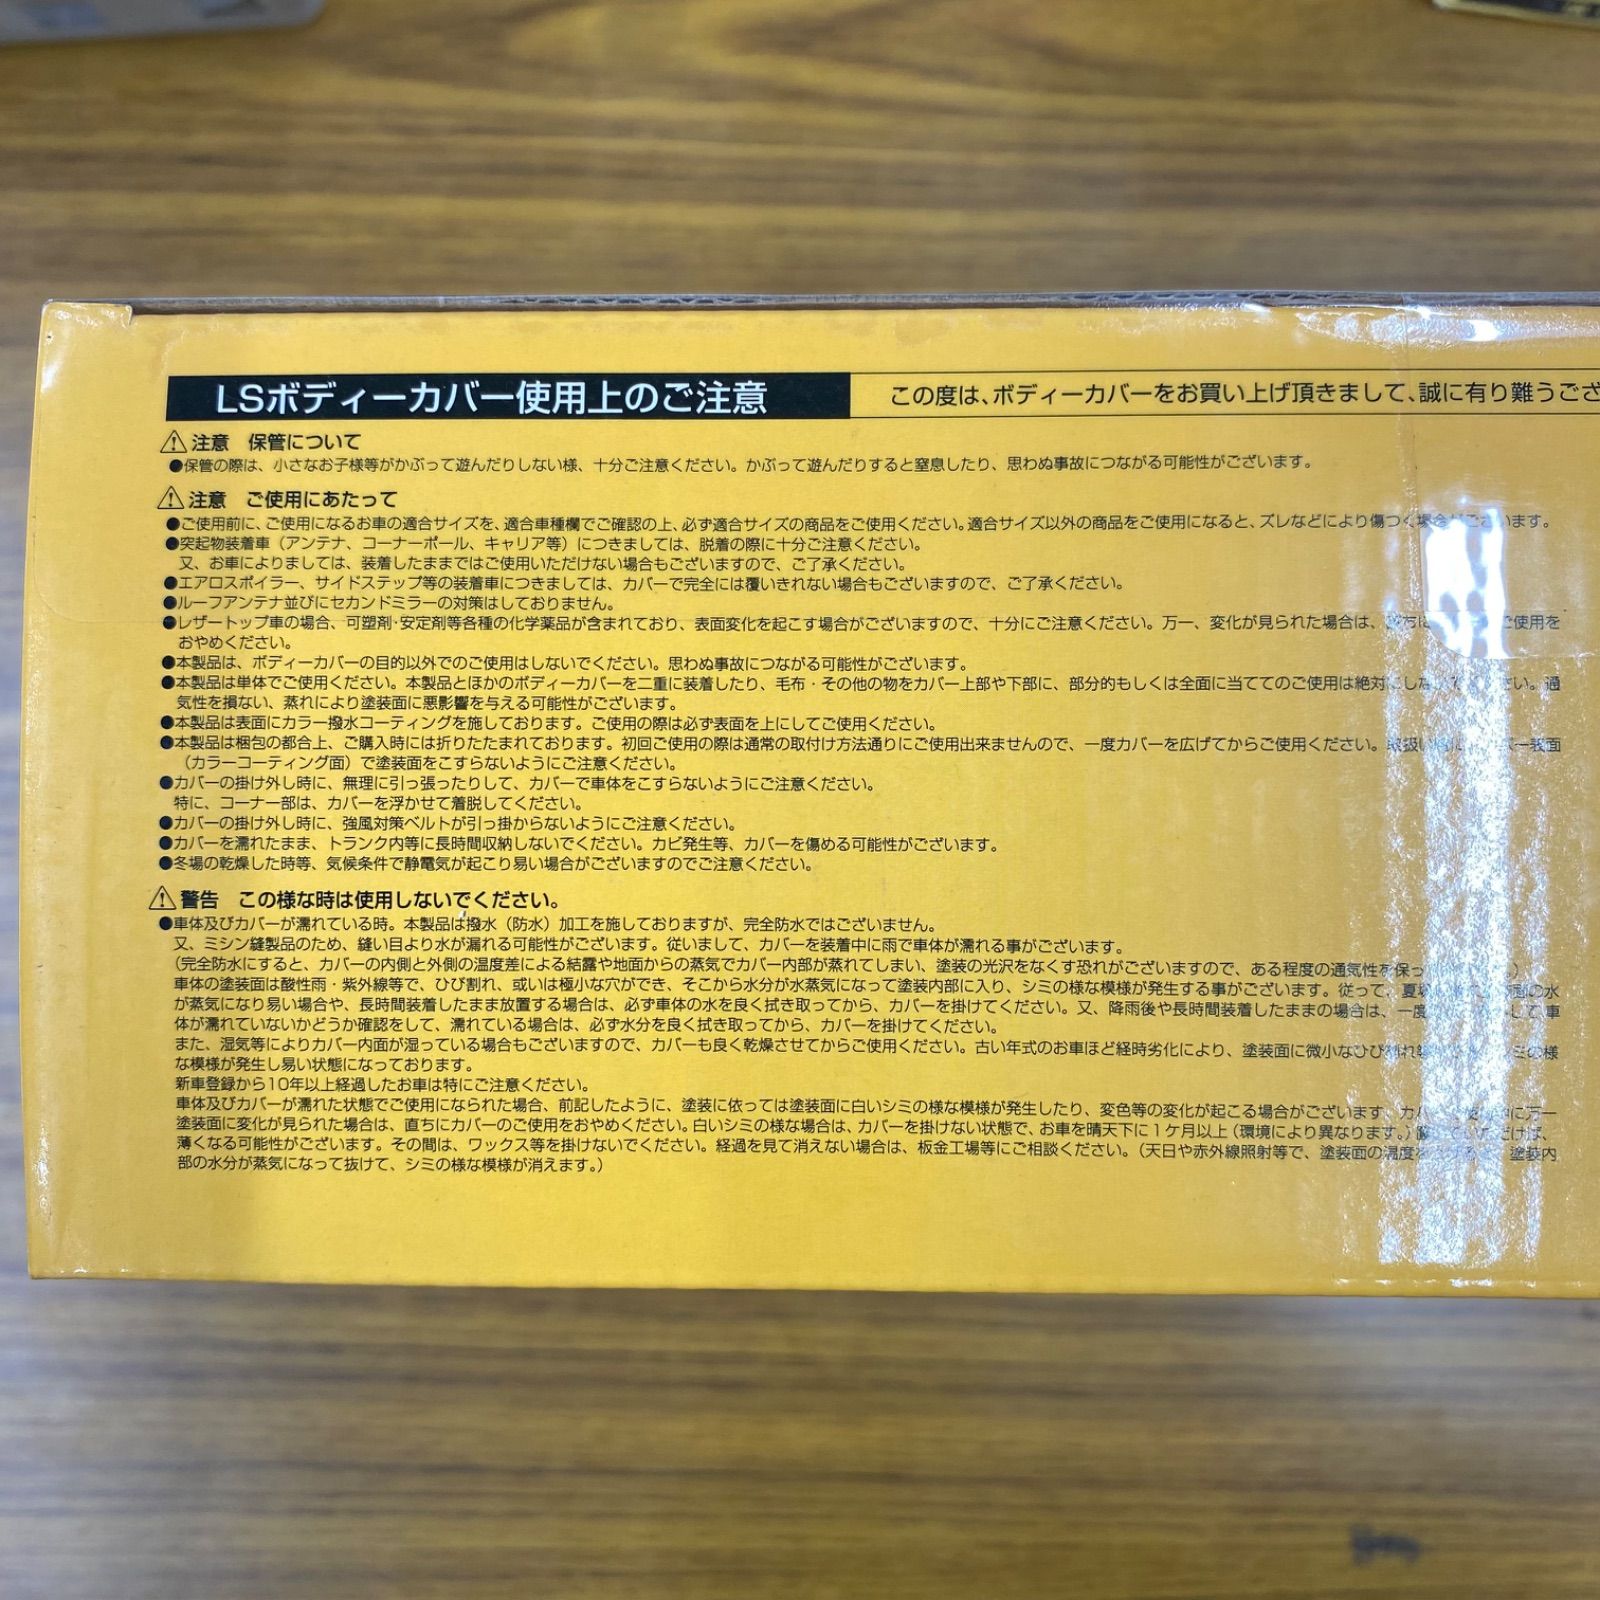 LSボディーカバー使用上のご注意
この度は、ボディーカバーをお買い上げ頂きまして、誠に有り難うござ
注意 保管について
●保管の際は、小さなお子様等がかぶって遊んだりしない様、十分ご注意ください。かぶって遊んだりすると窒息したり、思わぬ事故につながる可能性がございます。
注意 ご使用にあたって
●ご使用前に、ご使用になるお車の適合サイズを、適合車種欄でご確認の上、必ず適合サイズの商品をご使用ください。適合サイズ以外の商品をご使用になると、ズレなどにより傷つく場合がございます。
●突起物装着車（アンテナ、コーナーポール、キャリア等）につきましては、脱着の際に十分ご注意ください。
又、お車によりましては、装着したままではご使用いただけない場合もございますので、ご了承ください。
●エアロスポイラー、サイドステップ等の装着車につきましては、カバーで完全には覆いきれない場合もございますので、ご了承ください。
●ルーフアンテナ並びにセカンドミラーの対策はしておりません。
●レザートップ車の場合、可塑剤・安定剤等各種の化学薬品が含まれており、表面変化を起こす場合がございますので、十分にご注意ください。万一、変化が見られた場合は、 ご使用を
おやめください。
●本製品は、ボディーカバーの目的以外でのご使用はしないでください。思わぬ事故につながる可能性がございます。
●本製品は単体でご使用ください。本製品とほかのボディーカバーを二重に装着したり、毛布・その他の物をカバー上部や下部に、部分的もしくは全面に当ててのご使用は絶対 い。通
気性を損ない、蒸れにより塗装面に悪影響を与える可能性がございます。
●本製品は表面にカラー撥水コーティングを施しております。ご使用の際は必ず表面を上にしてご使用ください。
●本製品は梱包の都合上、ご購入時には折りたたまれております。初回ご使用の際は通常の取付け方法通りにご使用出来ませんので、一度カバーを広げてからご使用ください。 表面
（カラーコーティング面）で塗装面をこすらないようにご注意ください。
●カバーの掛け外し時に、無理に引っ張ったりして、カバーで車体をこすらないようにご注意ください。
特に、コーナー部は、カバーを浮かせて着脱してください。
●カバーの掛け外し時に、強風対策ベルトが引っ掛からないようにご注意ください。
●カバーを濡れたまま、トランク内等に長時間収納しないでください。カビ発生等、カバーを傷める可能性がございます。
●冬場の乾燥した時等、気候条件で静電気が起こり易い場合がございますのでご注意ください。
警告 この様な時は使用しないでください。
●車体及びカバーが濡れている時。本製品は撥水（防水）加工を施しておりますが、完全防水ではございません。
又、ミシン縫製品のため、縫い目より水が漏れる可能性がございます。従いまして、カバーを装着中に雨で車体が濡れる事がございます。
（完全防水にすると、カバーの内側と外側の温度差による結露や地面からの蒸気でカバー内部が蒸れてしまい、塗装の光沢をなくす恐れがございますので、ある程度の通気性を保っ
車体の塗装面は酸性雨・紫外線等で、ひび割れ、或いは極小な穴ができ、そこから水分が水蒸気になって塗装内部に入り、シミの様な模様が発生する事がございます。従って、夏 の水
が蒸気になり易い場合や、長時間装着したまま放置する場合は、必ず車体の水を良く拭き取ってから、カバーを掛けてください。又、降雨後や長時間装着したままの場合は、一度 車
体が濡れていないかどうか確認をして、濡れている場合は、必ず水分を良く拭き取ってから、カバーを掛けてください。
また、湿気等によりカバー内面が湿っている場合もございますので、カバーも良く乾燥させてからご使用ください。古い年式のお車ほど経時劣化により、塗装面に微小なひび割れ シミの様
な模様が発生し易い状態になっております。
新車登録から10年以上経過したお車は特にご注意ください。
車体及びカバーが濡れた状態でご使用になられた場合、前記したように、塗装に依っては塗装面に白いシミの様な模様が発生したり、変色等の変化が起こる場合がございます。 万一
塗装面に変化が見られた場合は、直ちにカバーのご使用をおやめください。白いシミの様な場合は、カバーを掛けない状態で、お車を晴天下に1ケ月以上（環境により異なります。） いただけば、
薄くなる可能性がございます。その間は、ワックス等を掛けないでください。経過を見て消えない場合は、板金工場等にご相談ください。（天日や赤外線照射等で、塗装面の温度を 塗装内
部の水分が蒸気になって抜けて、シミの様な模様が消えます。）